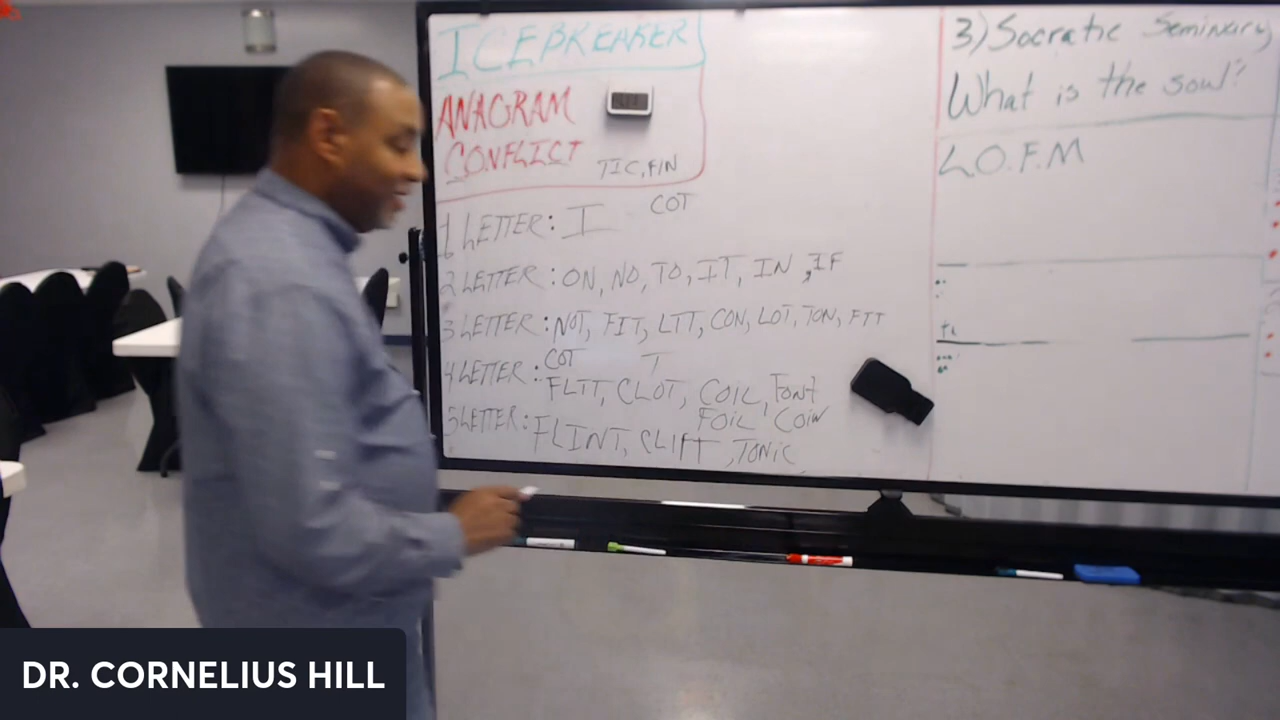 ICEBREAKER
ANAGRAM
CONFLICT
TIC, FIN
COT
1 LETTER: I
2 LETTER: ON, NO, TO, IT, IN, IF
3 LETTER: NOT, FIT, LIT, CON, LOT, TON, FIT
COT T
4 LETTER: FLIT, CLOT, COIL, FONT
FOIL COIN
5 LETTER: FLINT, CLIFT, TONIC
3) Socratic Seminary
What is the soul?
L.O.F.M
DR. CORNELIUS HILL